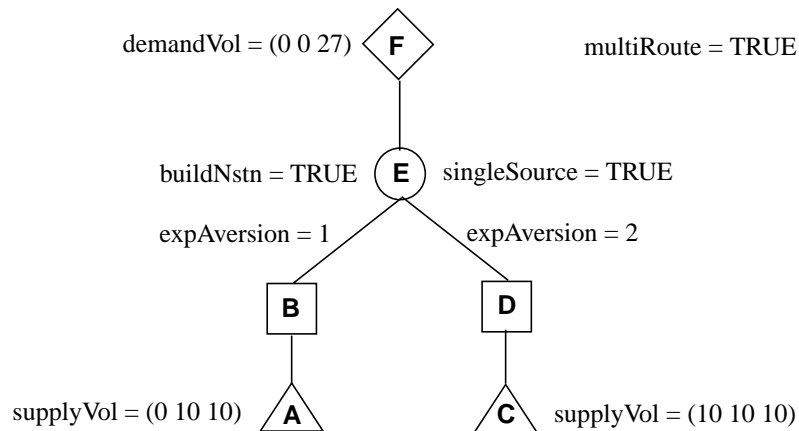 demandVol = (0 0 27) F multiRoute = TRUE
buildNstn = TRUE E singleSource = TRUE
expAversion = 1 expAversion = 2
B D
supplyVol = (0 10 10) A C supplyVol = (10 10 10)